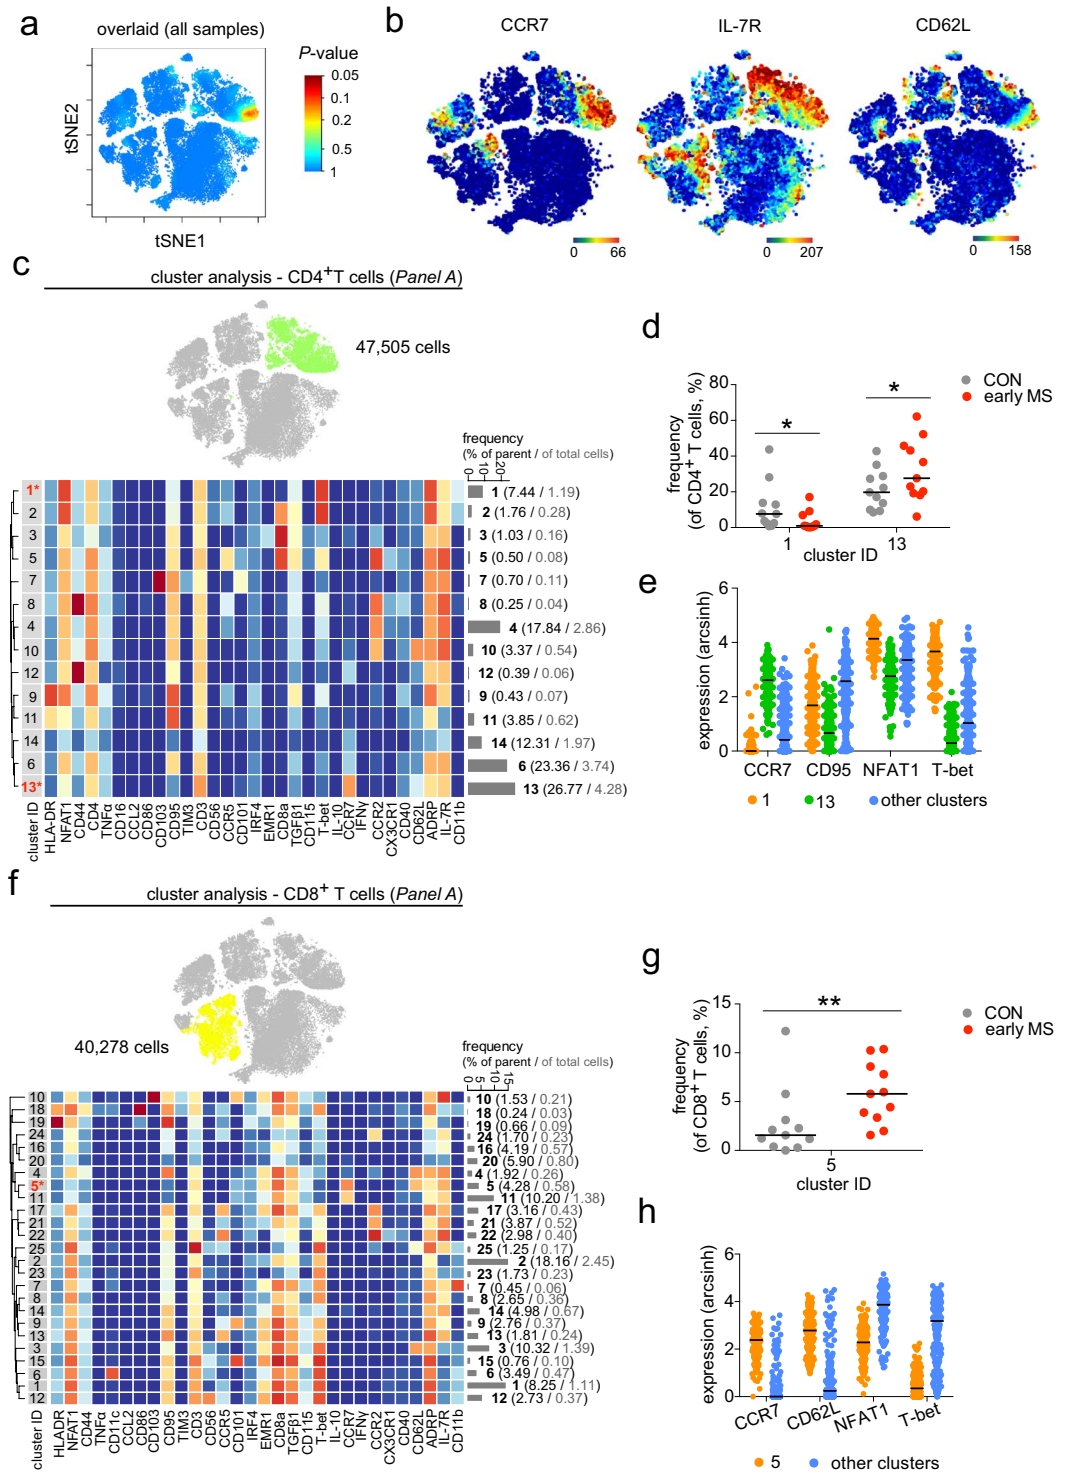 a
overlaid (all samples)
tSNE2
tSNE1
P-value
0.05
0.1
0.2
0.5
1
b
CCR7
IL-7R
CD62L
0 66
0 207
0 158
c
cluster analysis - CD4+T cells (Panel A)
47,505 cells
frequency
(% of parent / of total cells)
0 10 20
1* 1 (7.44 / 1.19)
2 2 (1.76 / 0.28)
3 3 (1.03 / 0.16)
5 5 (0.50 / 0.08)
7 7 (0.70 / 0.11)
8 8 (0.25 / 0.04)
4 4 (17.84 / 2.86)
10 10 (3.37 / 0.54)
12 12 (0.39 / 0.06)
9 9 (0.43 / 0.07)
11 11 (3.85 / 0.62)
14 14 (12.31 / 1.97)
6 6 (23.36 / 3.74)
13* 13 (26.77 / 4.28)
cluster ID HLA-DR NFAT1 CD44 CD4 TNFα CD16 CCL2 CD86 CD103 CD95 TIM3 CD3 CD56 CCR5 CD101 IRF4 EMR1 CD8a TGFβ1 CD115 T-bet IL-10 CCR7 IFNγ CCR2 CX3CR1 CD40 CD62L ADRP IL-7R CD11b
d
frequency
(of CD4+ T cells, %)
80
60
40
20
0
* *
1 13
cluster ID
CON
early MS
e
expression (arcsinh)
6
4
2
0
CCR7 CD95 NFAT1 T-bet
1 13 other clusters
f
cluster analysis - CD8+ T cells (Panel A)
40,278 cells
frequency
(% of parent / of total cells)
0 5 10 15
10 10 (1.53 / 0.21)
18 18 (0.24 / 0.03)
19 19 (0.66 / 0.09)
24 24 (1.70 / 0.23)
16 16 (4.19 / 0.57)
20 20 (5.90 / 0.80)
4 4 (1.92 / 0.26)
5* 5 (4.28 / 0.58)
11 11 (10.20 / 1.38)
17 17 (3.16 / 0.43)
21 21 (3.87 / 0.52)
22 22 (2.98 / 0.40)
25 25 (1.25 / 0.17)
2 2 (18.16 / 2.45)
23 23 (1.73 / 0.23)
7 7 (0.45 / 0.06)
8 8 (2.65 / 0.36)
14 14 (4.98 / 0.67)
9 9 (2.76 / 0.37)
13 13 (1.81 / 0.24)
3 3 (10.32 / 1.39)
15 15 (0.76 / 0.10)
6 6 (3.49 / 0.47)
1 1 (8.25 / 1.11)
12 12 (2.73 / 0.37)
cluster ID HLADR NFAT1 CD44 TNFα CD11c CCL2 CD86 CD103 CD95 TIM3 CD3 CD56 CCR5 CD101 IRF4 EMR1 CD8a TGFβ1 CD115 T-bet IL-10 CCR7 IFNγ CCR2 CX3CR1 CD40 CD62L ADRP IL-7R CD11b
g
frequency
(of CD8+ T cells, %)
15
10
5
0
**
5
cluster ID
CON
early MS
h
expression (arcsinh)
6
4
2
0
CCR7 CD62L NFAT1 T-bet
5 other clusters